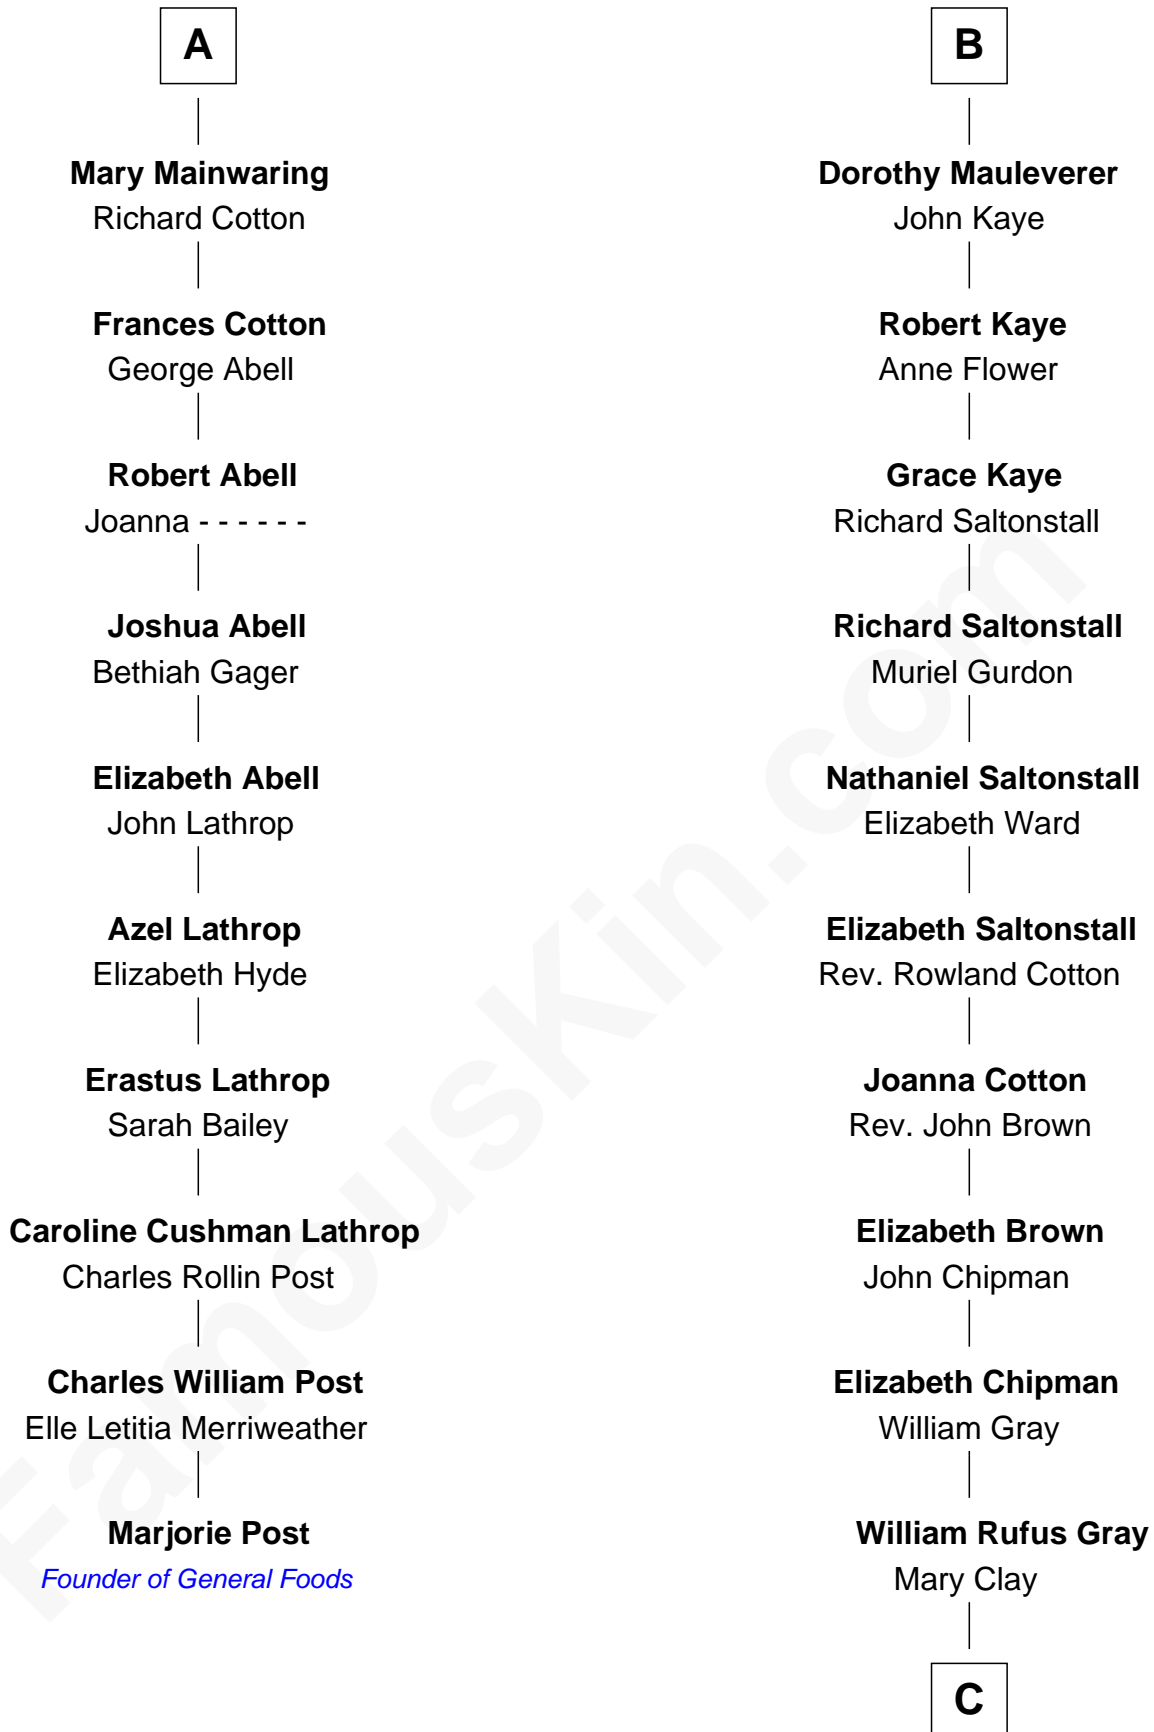 A
Mary Mainwaring
Richard Cotton
Frances Cotton
George Abell
Robert Abell
Joanna - - - - - -
Joshua Abell
Bethiah Gager
Elizabeth Abell
John Lathrop
Azel Lathrop
Elizabeth Hyde
Erastus Lathrop
Sarah Bailey
Caroline Cushman Lathrop
Charles Rollin Post
Charles William Post
Elle Letitia Merriweather
Marjorie Post
Founder of General Foods
B
Dorothy Mauleverer
John Kaye
Robert Kaye
Anne Flower
Grace Kaye
Richard Saltonstall
Richard Saltonstall
Muriel Gurdon
Nathaniel Saltonstall
Elizabeth Ward
Elizabeth Saltonstall
Rev. Rowland Cotton
Joanna Cotton
Rev. John Brown
Elizabeth Brown
John Chipman
Elizabeth Chipman
William Gray
William Rufus Gray
Mary Clay
C
FamousKin.com